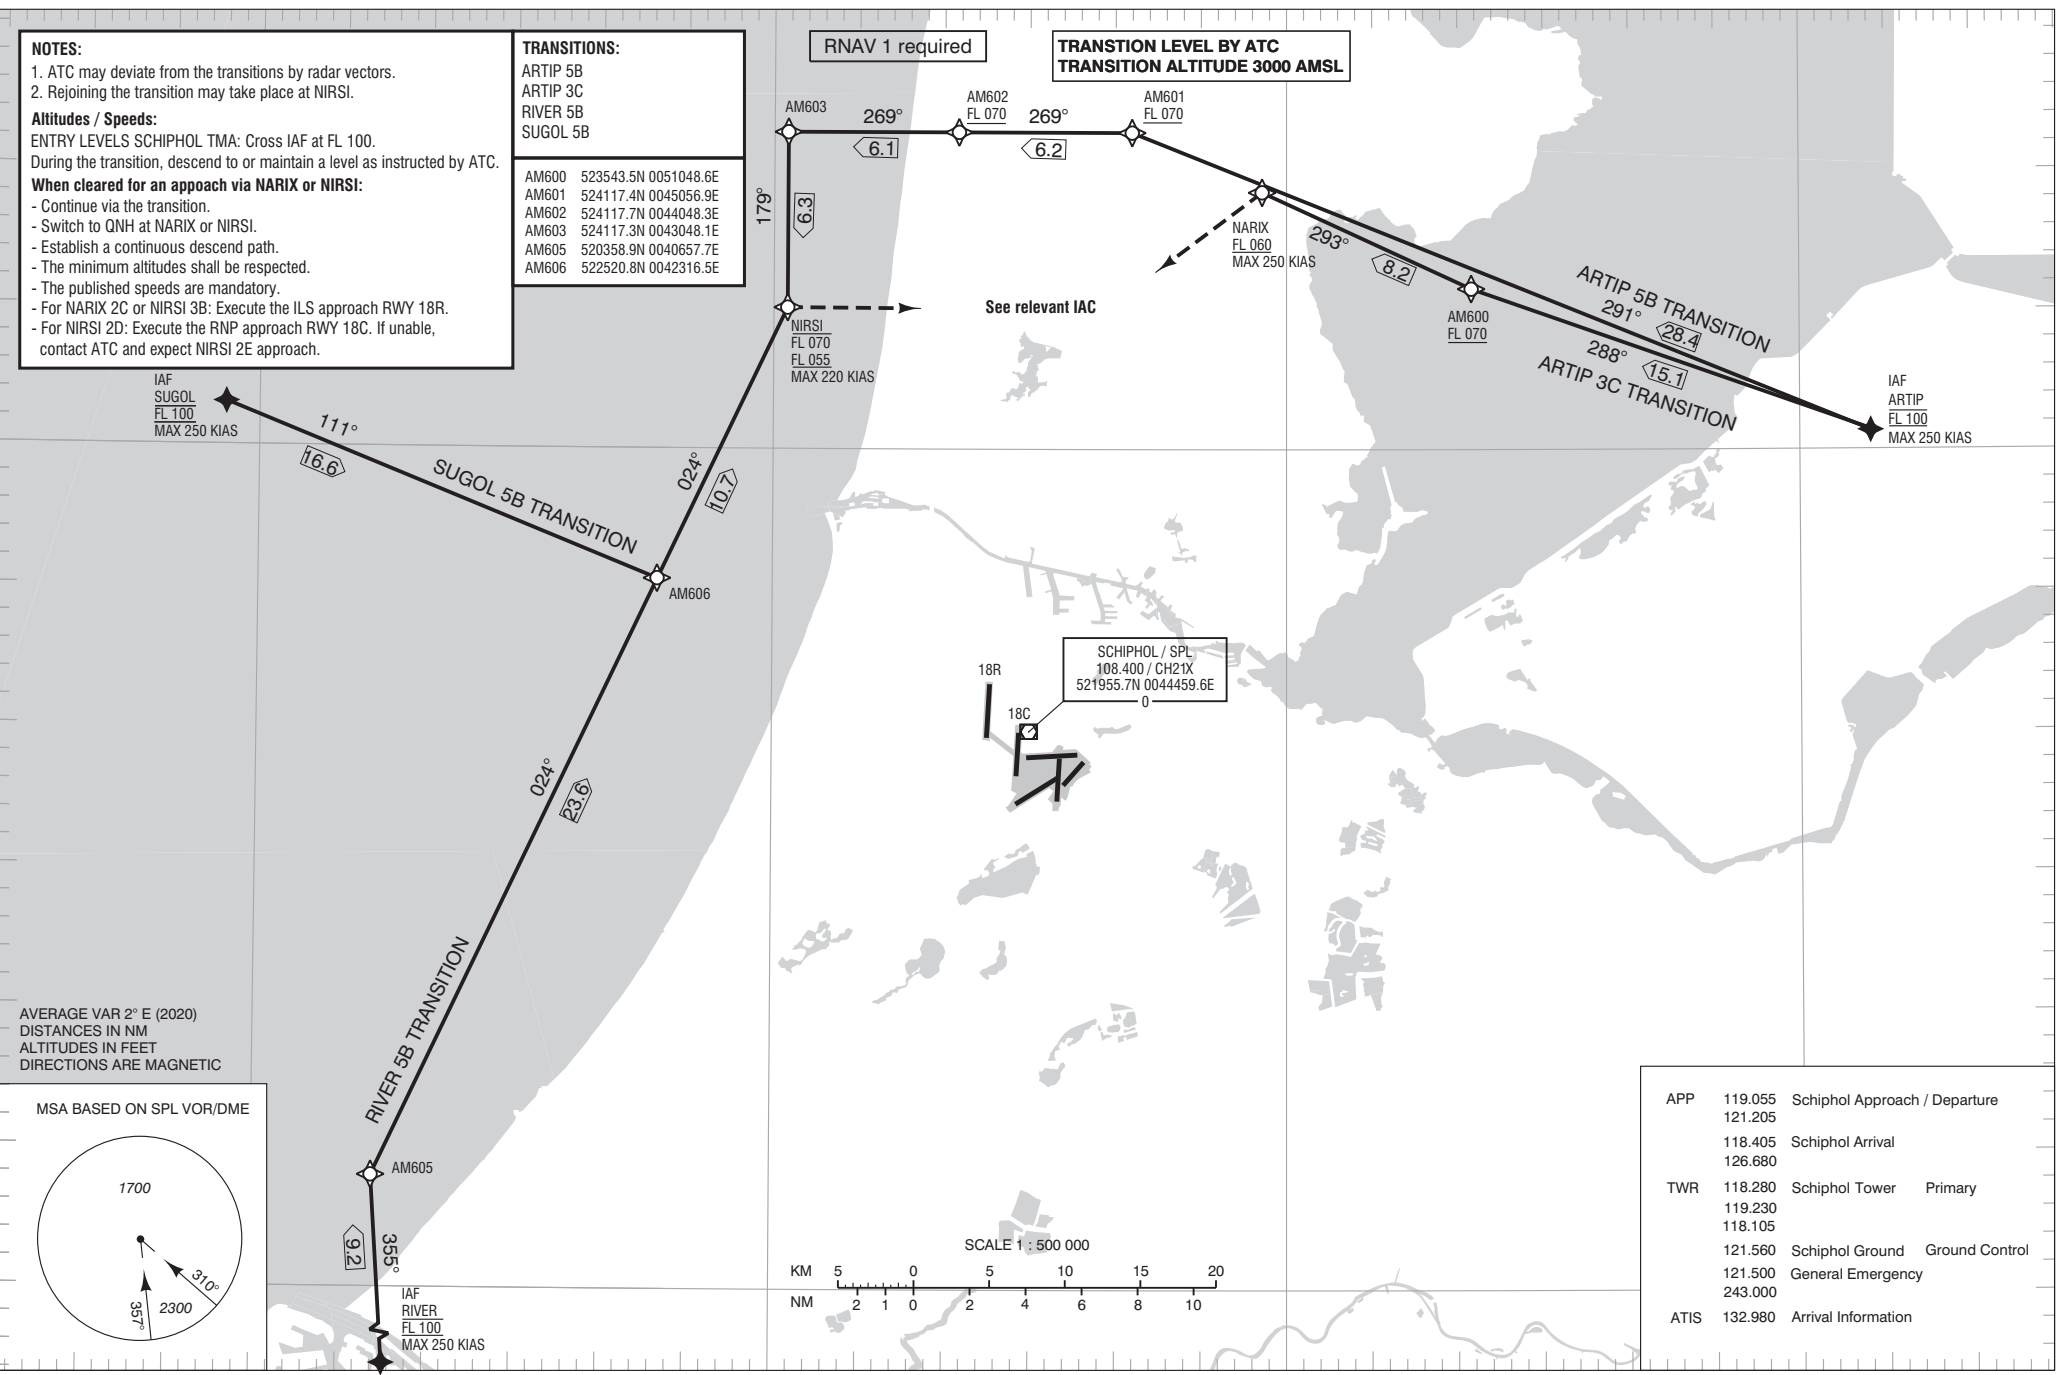 NOTES:
1. ATC may deviate from the transitions by radar vectors.
2. Rejoining the transition may take place at NIRSI.
Altitudes / Speeds:
ENTRY LEVELS SCHIPHOL TMA: Cross IAF at FL 100.
During the transition, descend to or maintain a level as instructed by ATC.
When cleared for an appoach via NARIX or NIRSI:
- Continue via the transition.
- Switch to QNH at NARIX or NIRSI.
- Establish a continuous descend path.
- The minimum altitudes shall be respected.
- The published speeds are mandatory.
- For NARIX 2C or NIRSI 3B: Execute the ILS approach RWY 18R.
- For NIRSI 2D: Execute the RNP approach RWY 18C. If unable,
contact ATC and expect NIRSI 2E approach.
TRANSITIONS:
ARTIP 5B
ARTIP 3C
RIVER 5B
SUGOL 5B
AM600 523543.5N 0051048.6E
AM601 524117.4N 0045056.9E
AM602 524117.7N 0044048.3E
AM603 524117.3N 0043048.1E
AM605 520358.9N 0040657.7E
AM606 522520.8N 0042316.5E
RNAV 1 required
TRANSTION LEVEL BY ATC
TRANSITION ALTITUDE 3000 AMSL
AM603
269°
6.1
AM602
FL 070
269°
6.2
AM601
FL 070
179°
6.3
NARIX
FL 060
MAX 250 KIAS
293°
8.2
AM600
FL 070
ARTIP 5B TRANSITION
291°
28.4
288°
15.1
ARTIP 3C TRANSITION
IAF
ARTIP
FL 100
MAX 250 KIAS
See relevant IAC
NIRSI
FL 070
FL 055
MAX 220 KIAS
IAF
SUGOL
FL 100
MAX 250 KIAS
111°
16.6
SUGOL 5B TRANSITION
024°
10.7
AM606
SCHIPHOL / SPL
108.400 / CH21X
521955.7N 0044459.6E
0
18R
18C
024°
23.6
RIVER 5B TRANSITION
AM605
355°
9.2
IAF
RIVER
FL 100
MAX 250 KIAS
AVERAGE VAR 2° E (2020)
DISTANCES IN NM
ALTITUDES IN FEET
DIRECTIONS ARE MAGNETIC
MSA BASED ON SPL VOR/DME
1700
310°
357°
2300
SCALE 1 : 500 000
KM 5 0 5 10 15 20
NM 2 1 0 2 4 6 8 10
APP 119.055 Schiphol Approach / Departure
121.205
118.405 Schiphol Arrival
126.680
TWR 118.280 Schiphol Tower Primary
119.230
118.105
121.560 Schiphol Ground Ground Control
121.500 General Emergency
243.000
ATIS 132.980 Arrival Information